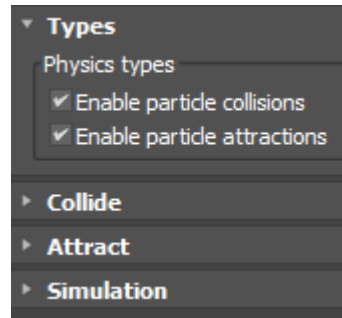 Types
Physics types
Enable particle collisions
Enable particle attractions
Collide
Attract
Simulation